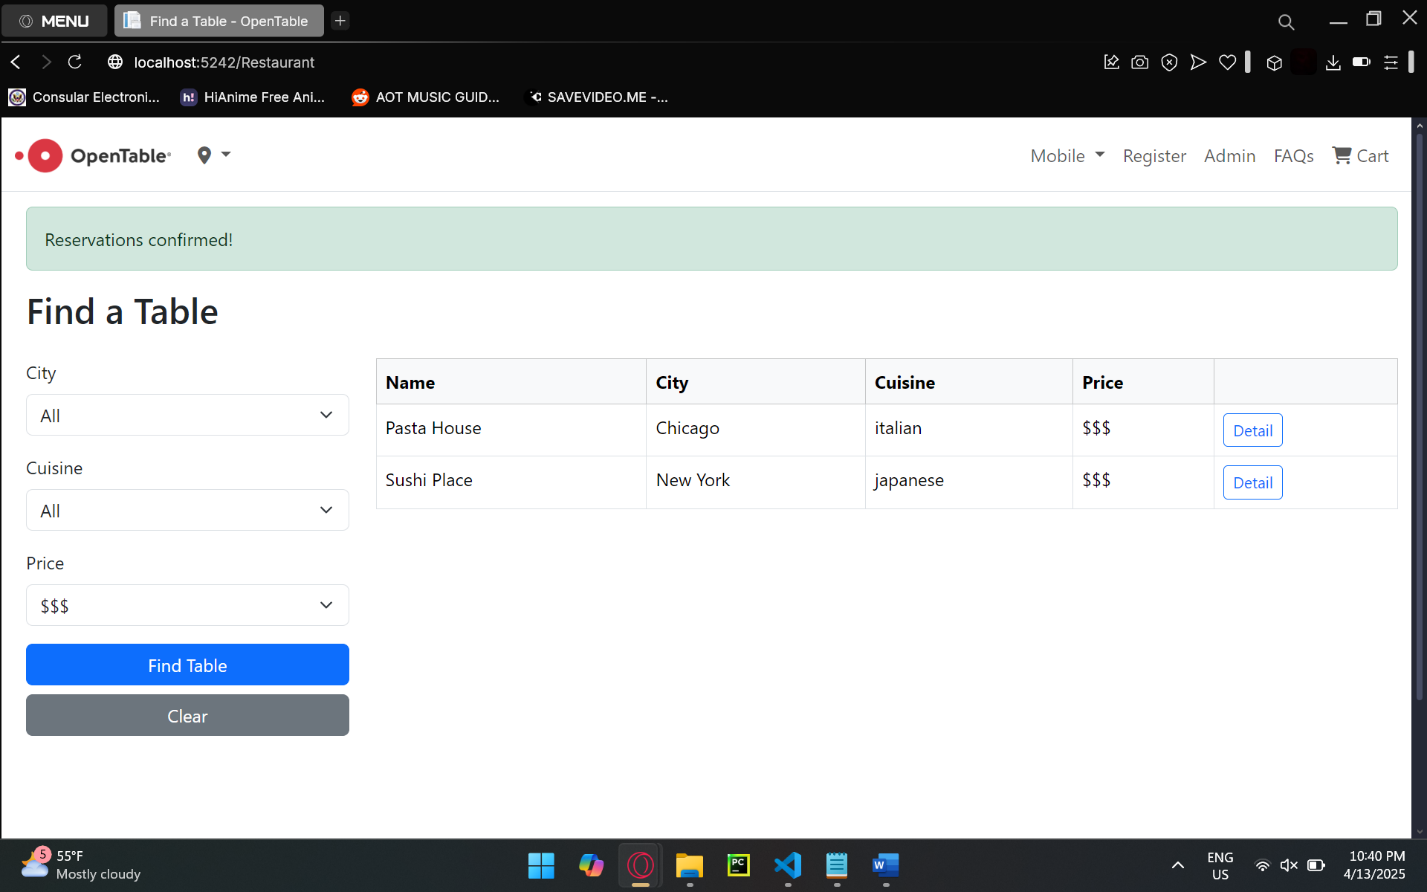 MENU
Find a Table - OpenTable
localhost:5242/Restaurant
Consular Electroni...
h! HiAnime Free Ani...
AOT MUSIC GUID...
SAVEVIDEO.ME -...
OpenTable
Mobile
Register
Admin
FAQs
Cart
Reservations confirmed!
Find a Table
City
All
Cuisine
All
Price
$$$
Find Table
Clear
Name City Cuisine Price
Pasta House Chicago italian $$$ Detail
Sushi Place New York japanese $$$ Detail
5
55°F
Mostly cloudy
PC
W
ENG
US
10:40 PM
4/13/2025